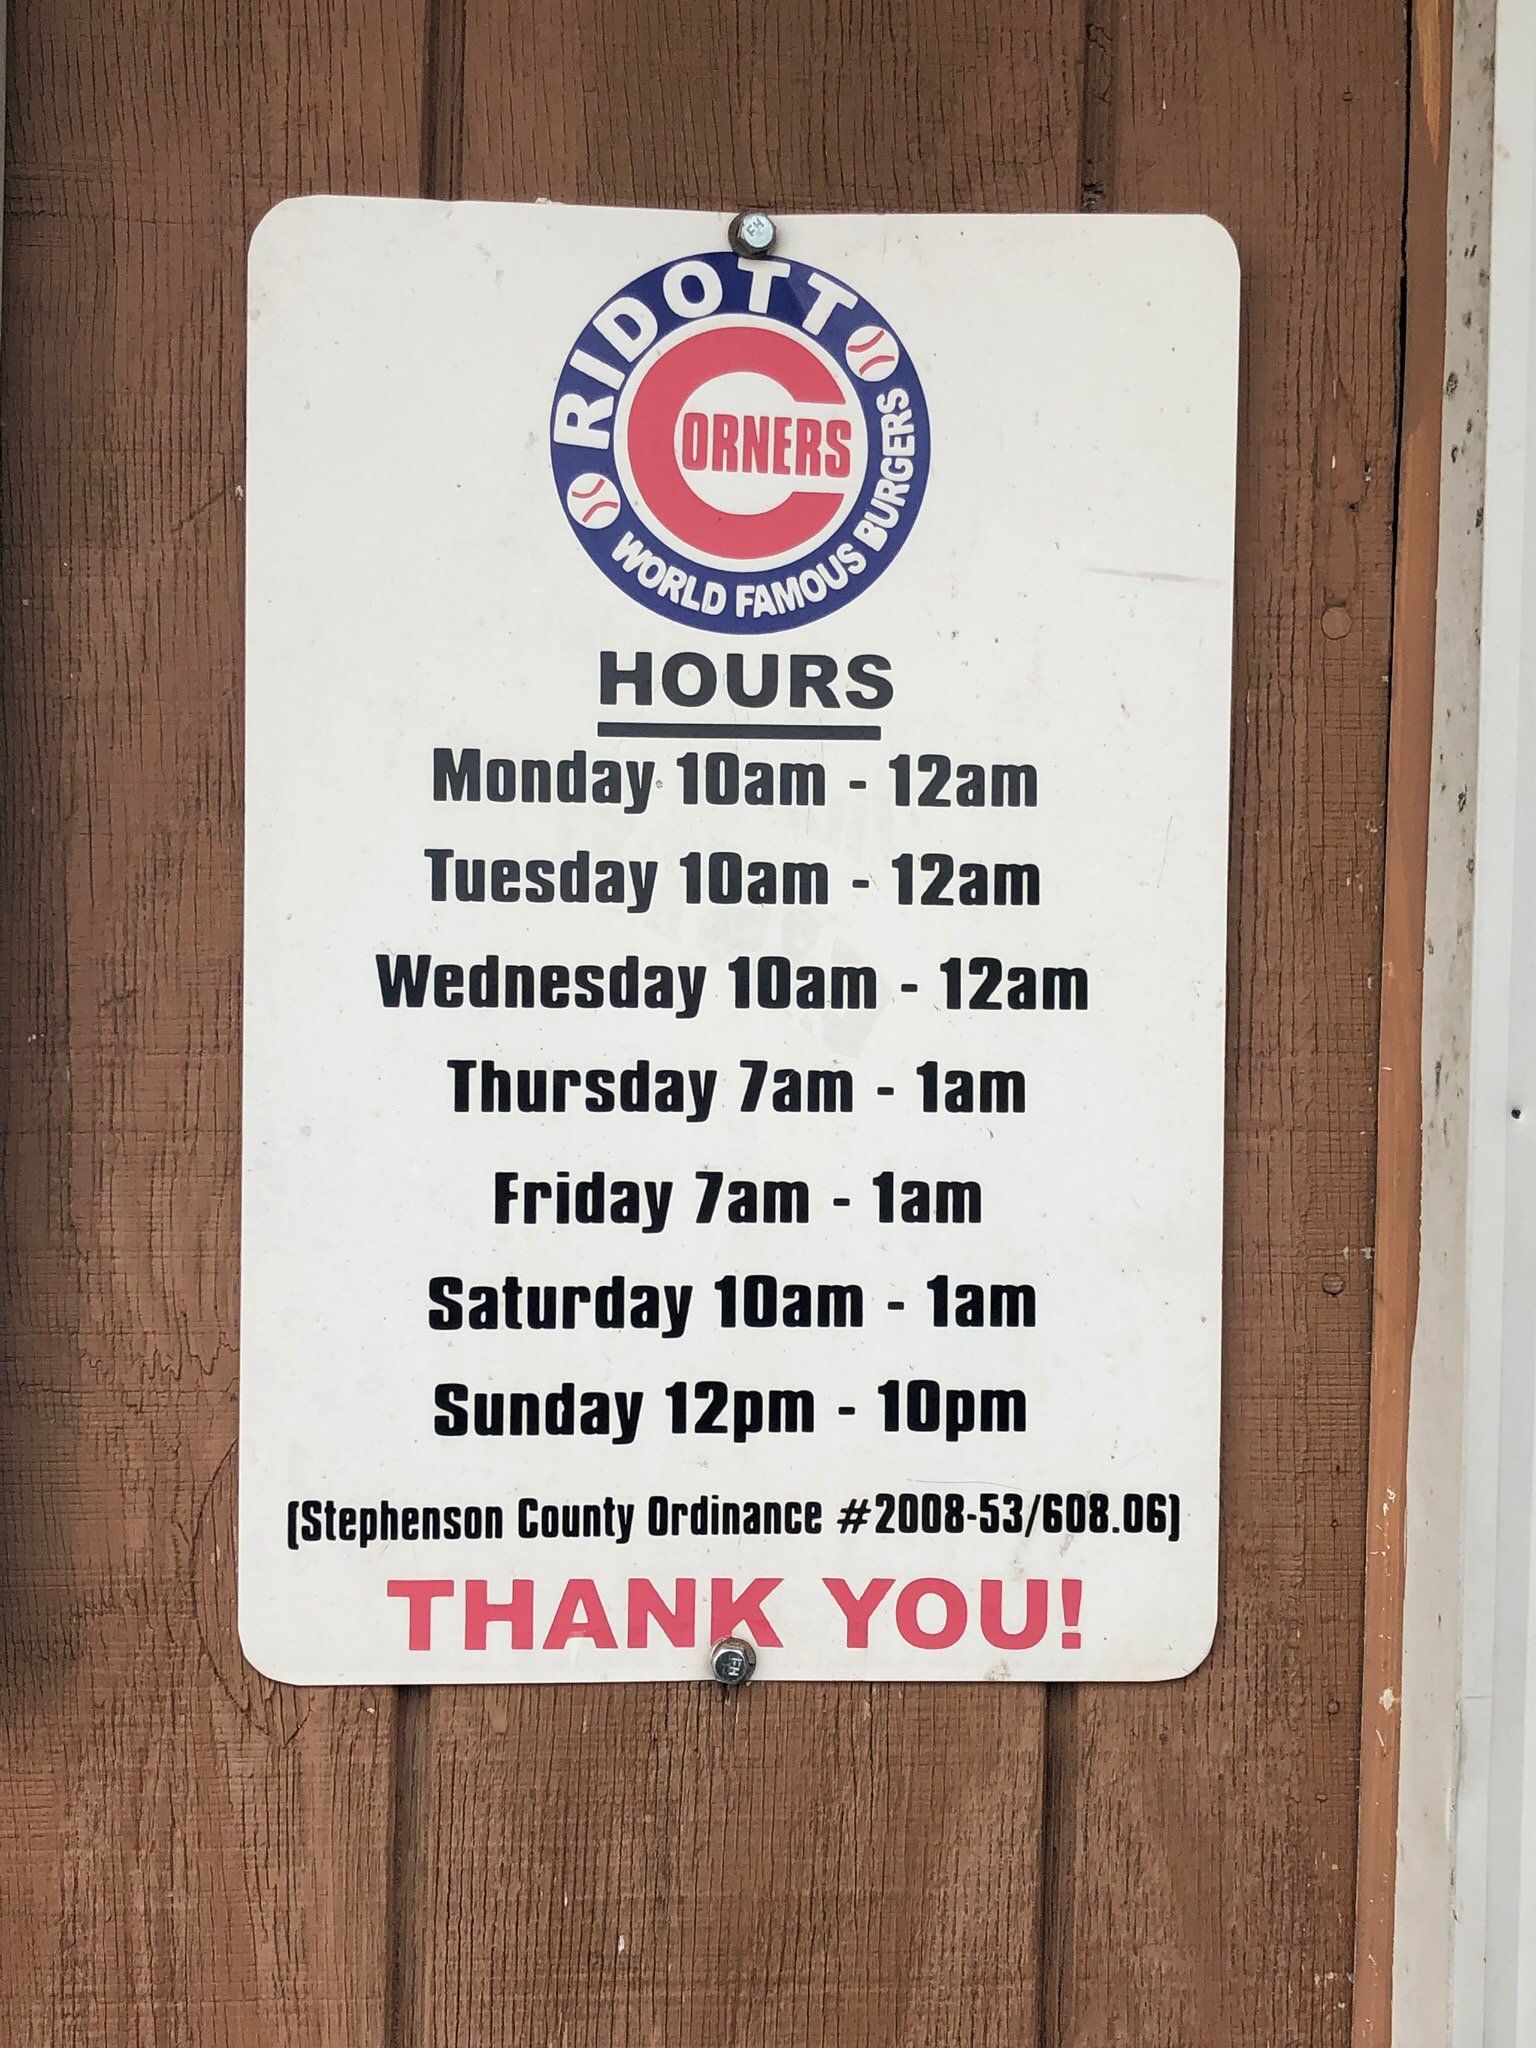 RIDOTT
CORNERS
WORLD FAMOUS BURGERS
HOURS
Monday 10am - 12am
Tuesday 10am - 12am
Wednesday 10am - 12am
Thursday 7am - 1am
Friday 7am - 1am
Saturday 10am - 1am
Sunday 12pm - 10pm
(Stephenson County Ordinance #2008-53/608.06)
THANK YOU!